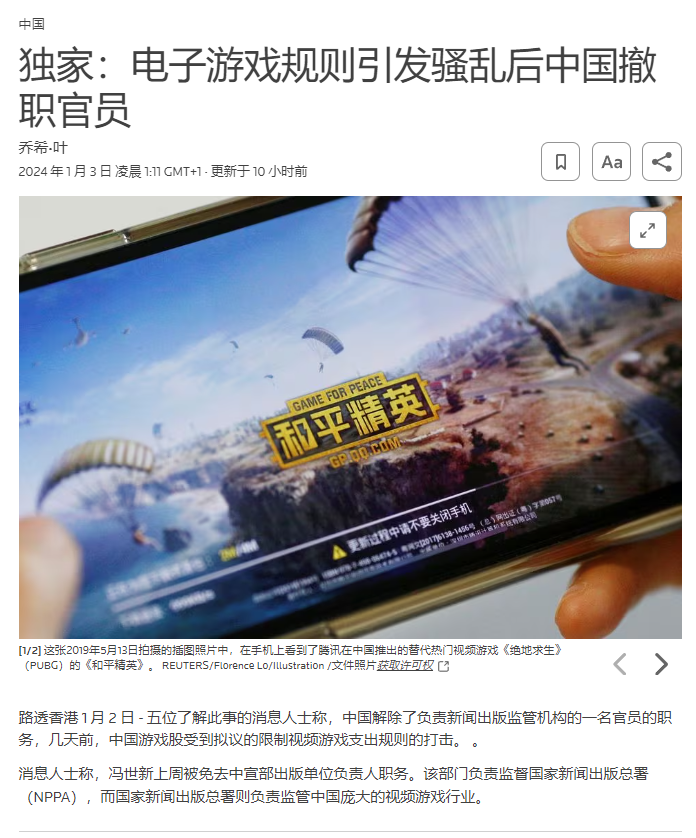 中国
独家：电子游戏规则引发骚乱后中国撤
职官员
乔希·叶
2024 年 1 月 3 日 凌晨 1:11 GMT+1 · 更新于 10 小时前
Aa
GAME FOR PEACE
和平精英
GP.QQ.COM
更新过程中请不要关闭手机
[1/2] 这张2019年5月13日拍摄的插图照片中，在手机上看到了腾讯在中国推出的替代热门视频游戏《绝地求生》
（PUBG）的《和平精英》。 REUTERS/Florence Lo/Illustration /文件照片获取许可权
路透香港 1 月 2 日 - 五位了解此事的消息人士称，中国解除了负责新闻出版监管机构的一名官员的职
务，几天前，中国游戏股受到拟议的限制视频游戏支出规则的打击。 。
消息人士称，冯世新上周被免去中宣部出版单位负责人职务。该部门负责监督国家新闻出版总署
（NPPA），而国家新闻出版总署则负责监管中国庞大的视频游戏行业。